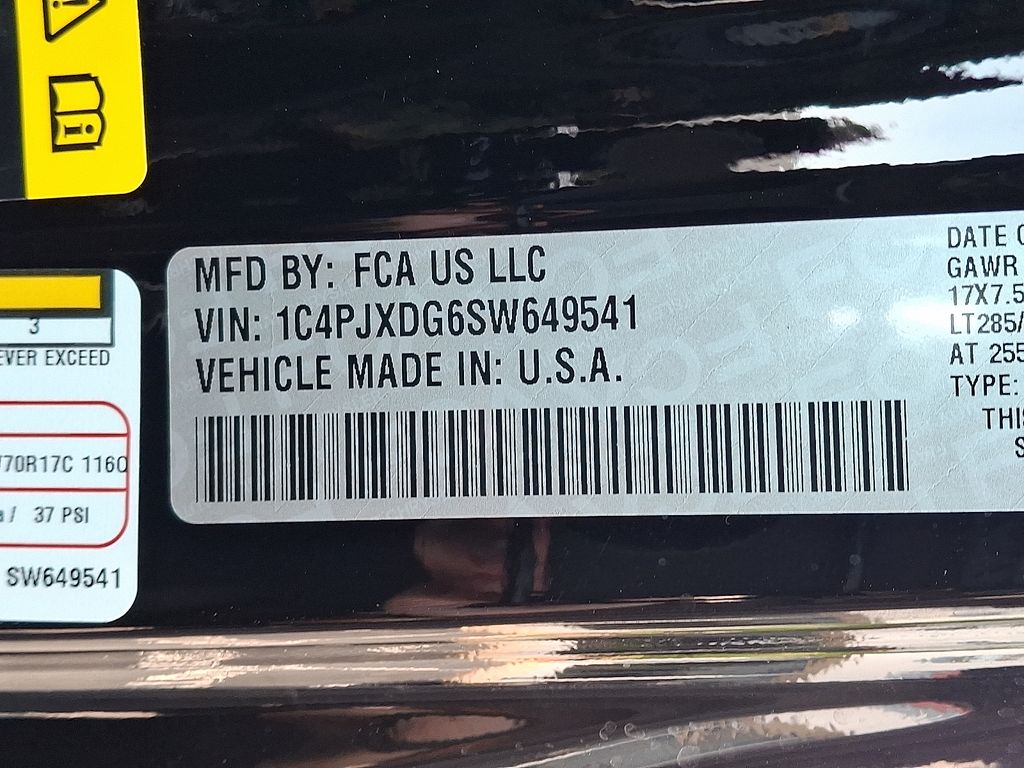 3
EVER EXCEED
/70R17C 116Q
a / 37 PSI
SW649541
MFD BY: FCA US LLC
VIN: 1C4PJXDG6SW649541
VEHICLE MADE IN: U.S.A.
DATE O
GAWR
17X7.5
LT285/
AT 255
TYPE:
THIS
S